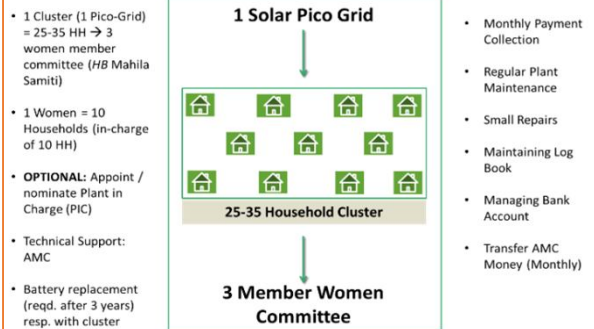 • 1 Cluster (1 Pico-Grid)
= 25-35 HH → 3
women member
committee (HB Mahila
Samiti)
• 1 Women = 10
Households (in-charge
of 10 HH)
• OPTIONAL: Appoint /
nominate Plant in
Charge (PIC)
• Technical Support:
AMC
• Battery replacement
(reqd. after 3 years)
resp. with cluster
1 Solar Pico Grid
25-35 Household Cluster
3 Member Women
Committee
• Monthly Payment
Collection
• Regular Plant
Maintenance
• Small Repairs
• Maintaining Log
Book
• Managing Bank
Account
• Transfer AMC
Money (Monthly)